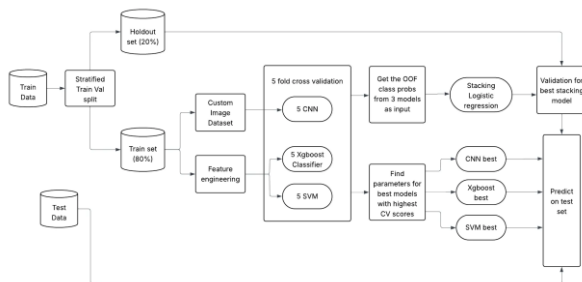 Holdout
set (20%)
Train
Data
Stratified
Train Val
split
Train set
(80%)
Custom
Image
Dataset
Feature
engineering
5 fold cross validation
5 CNN
5 Xgboost
Classifier
5 SVM
Get the OOF
class probs
from 3 models
as input
Stacking
Logistic
regression
Validation for
best stacking
model
Find
parameters for
best models
with highest
CV scores
CNN best
Xgboost
best
SVM best
Predict
on test
set
Test
Data